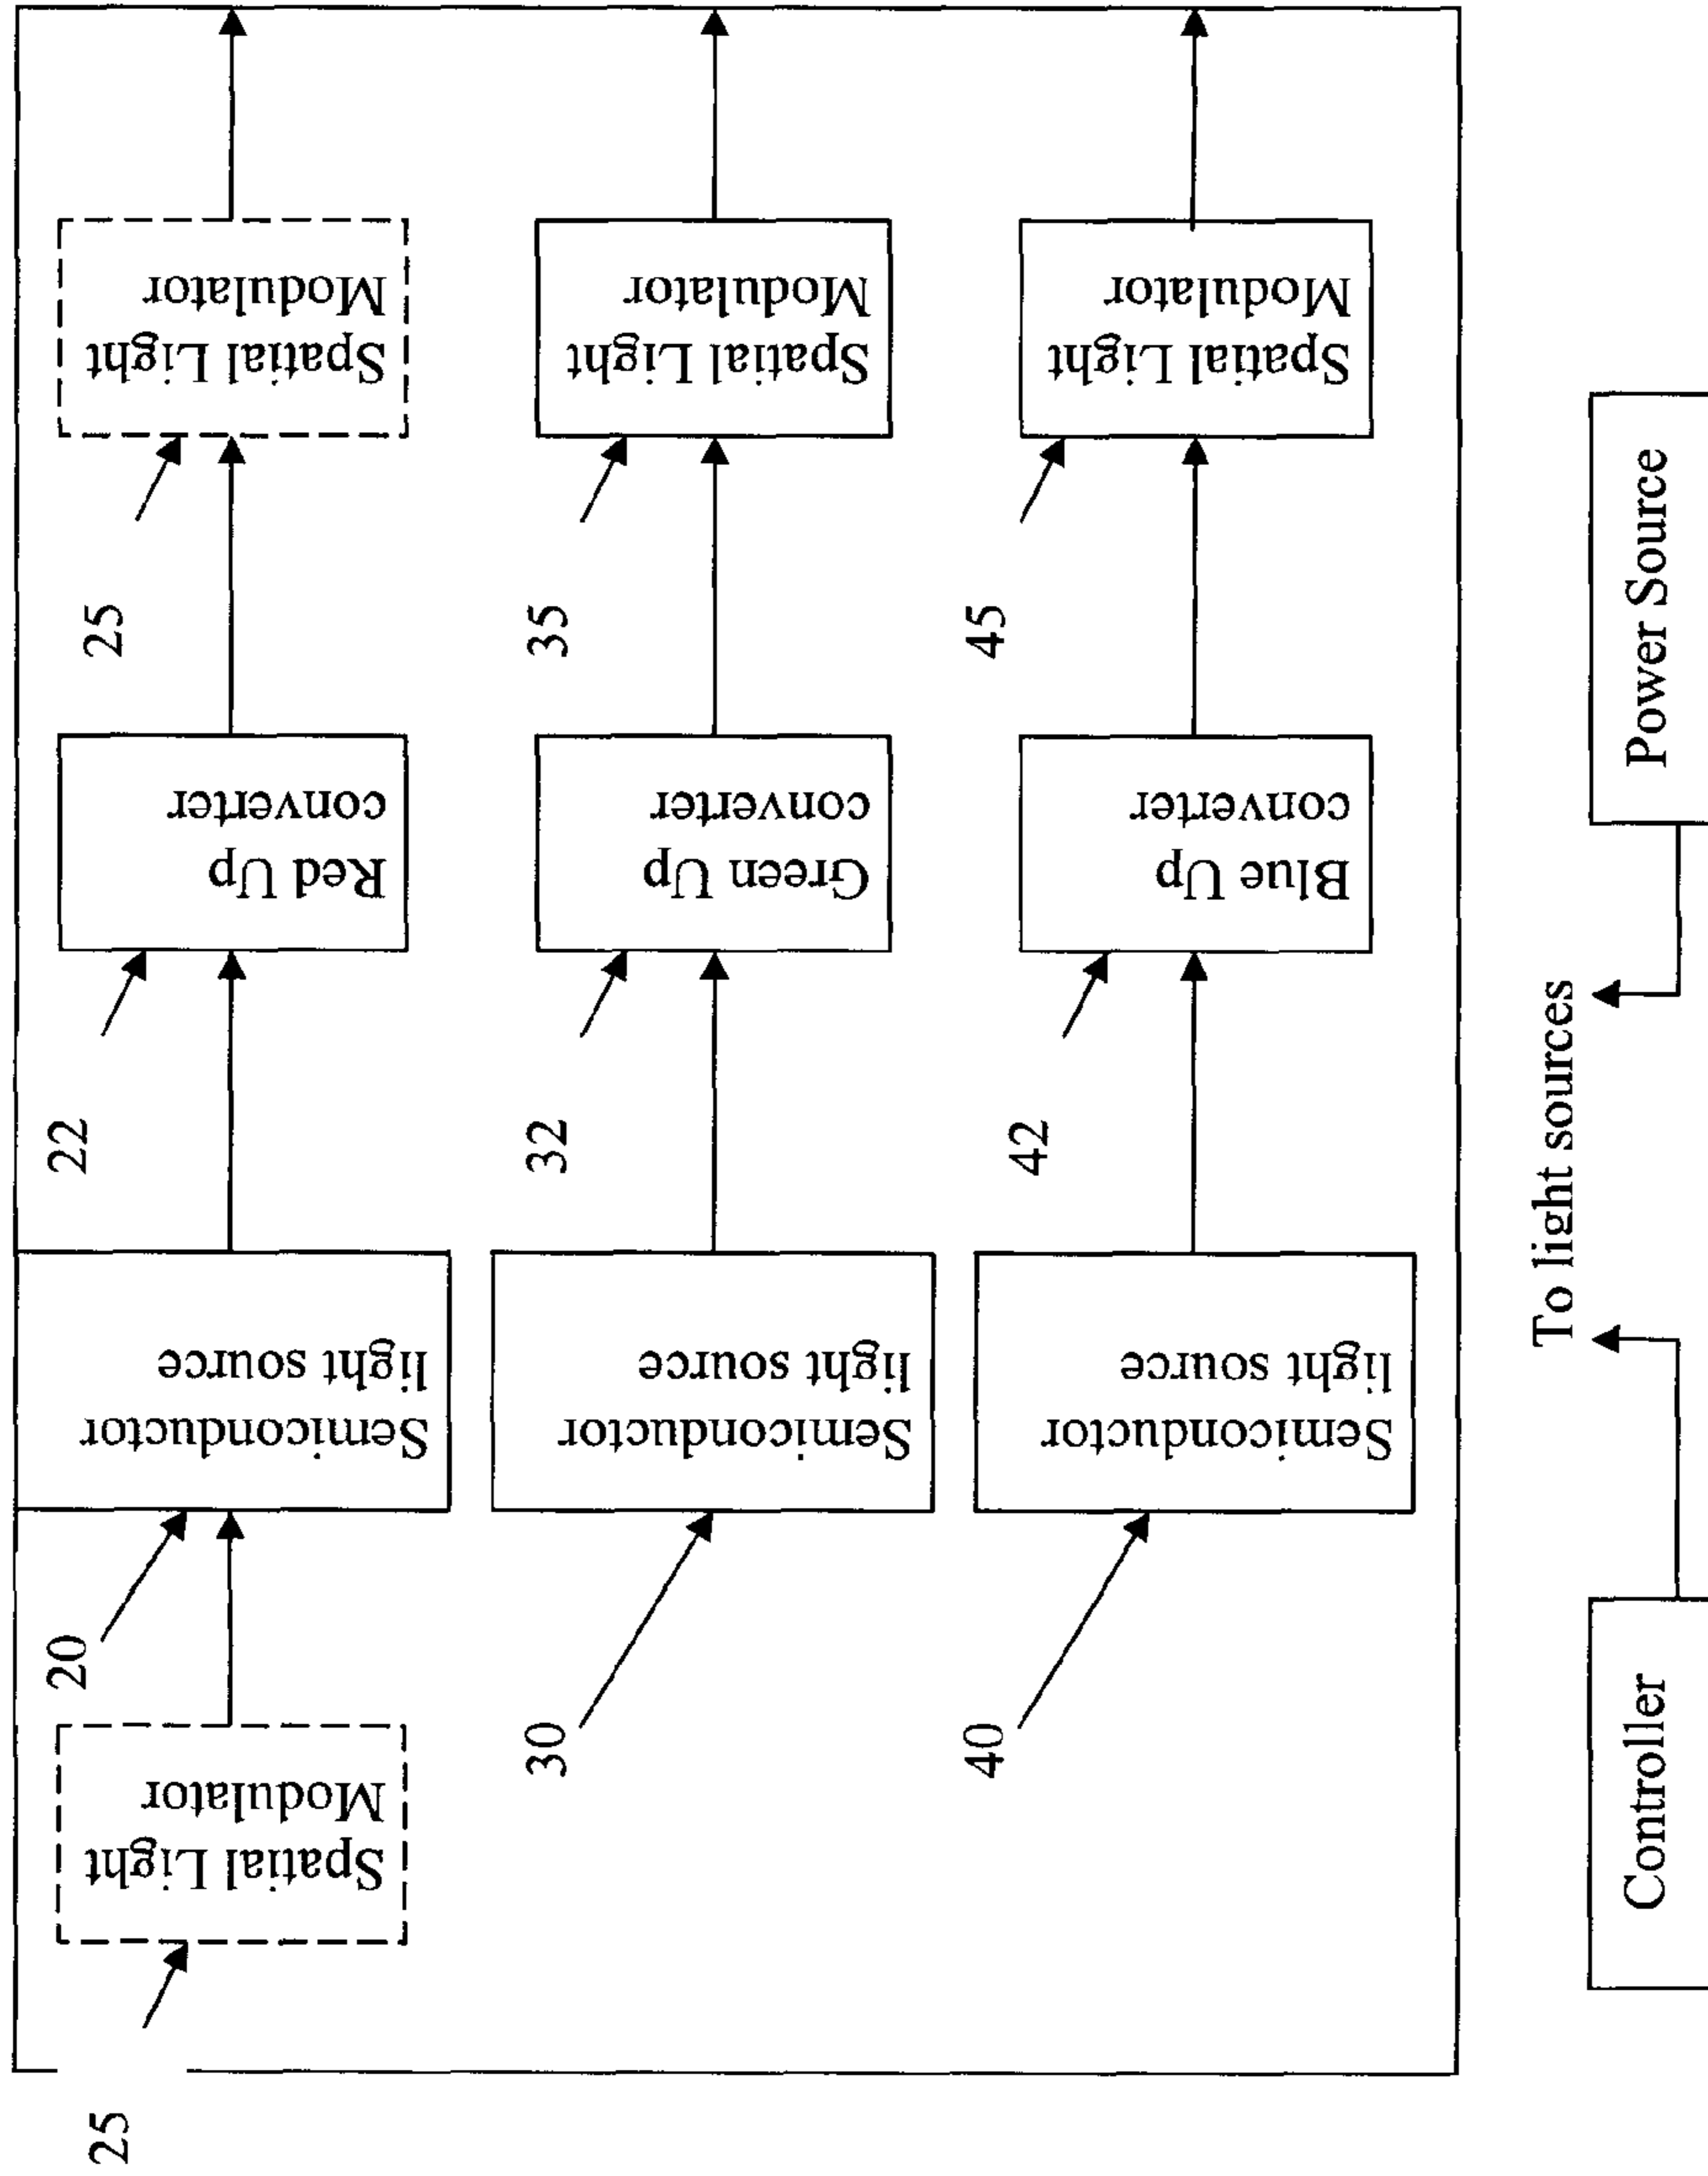 25
Spatial Light
Modulator
20
Semiconductor
light source
22
Red Up
converter
25
Spatial Light
Modulator
30
Semiconductor
light source
32
Green Up
converter
35
Spatial Light
Modulator
40
Semiconductor
light source
42
Blue Up
converter
45
Spatial Light
Modulator
To light sources
Controller
Power Source